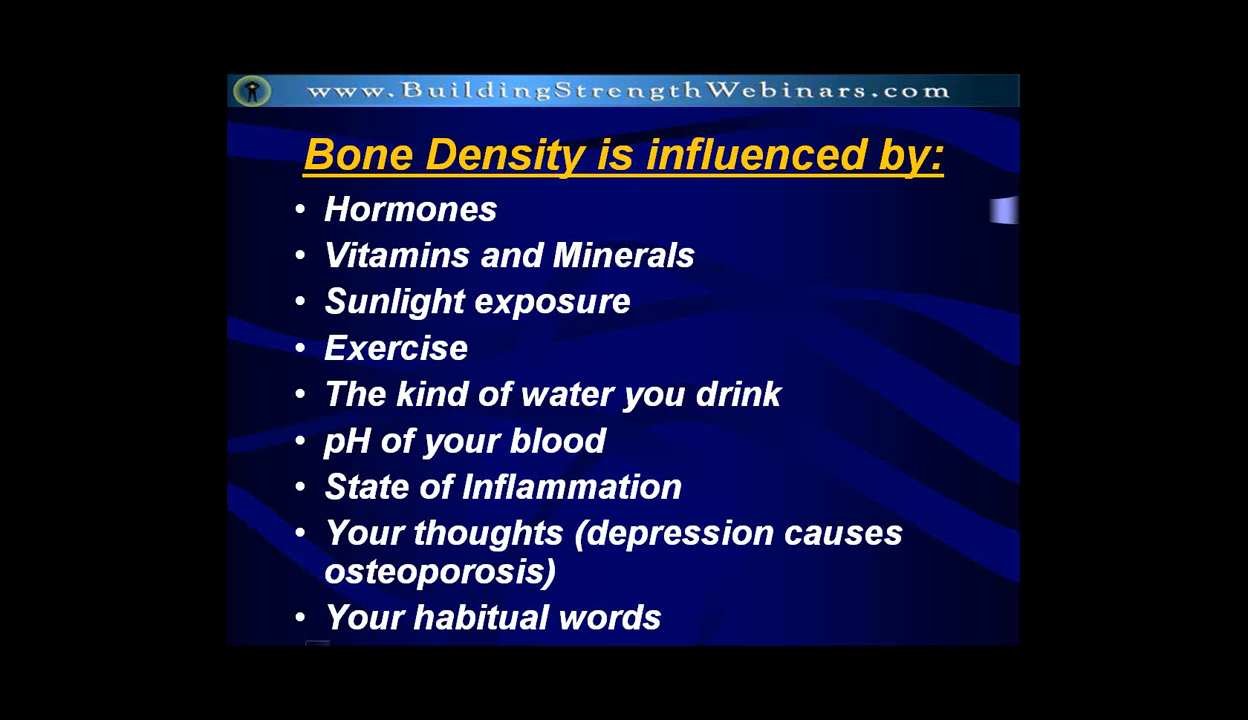 www.BuildingStrengthWebinars.com
Bone Density is influenced by:
• Hormones
• Vitamins and Minerals
• Sunlight exposure
• Exercise
• The kind of water you drink
• pH of your blood
• State of Inflammation
• Your thoughts (depression causes
osteoporosis)
• Your habitual words